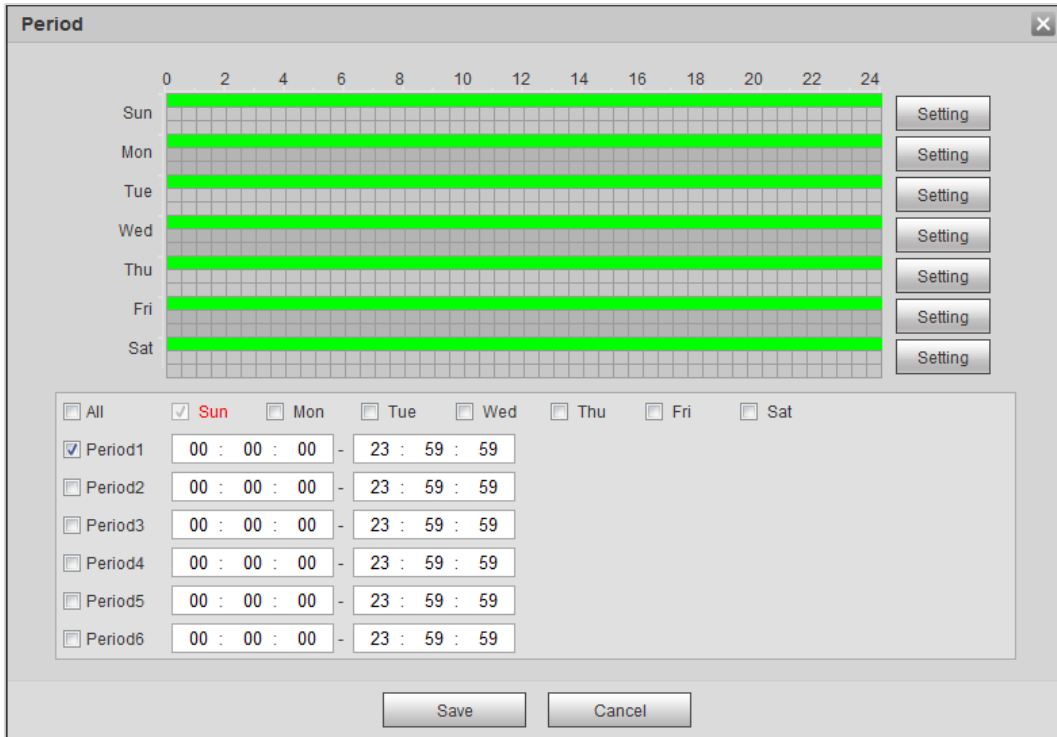 Period
0 2 4 6 8 10 12 14 16 18 20 22 24
Sun Setting
Mon Setting
Tue Setting
Wed Setting
Thu Setting
Fri Setting
Sat Setting
All Sun Mon Tue Wed Thu Fri Sat
Period1 00 : 00 : 00 - 23 : 59 : 59
Period2 00 : 00 : 00 - 23 : 59 : 59
Period3 00 : 00 : 00 - 23 : 59 : 59
Period4 00 : 00 : 00 - 23 : 59 : 59
Period5 00 : 00 : 00 - 23 : 59 : 59
Period6 00 : 00 : 00 - 23 : 59 : 59
Save Cancel